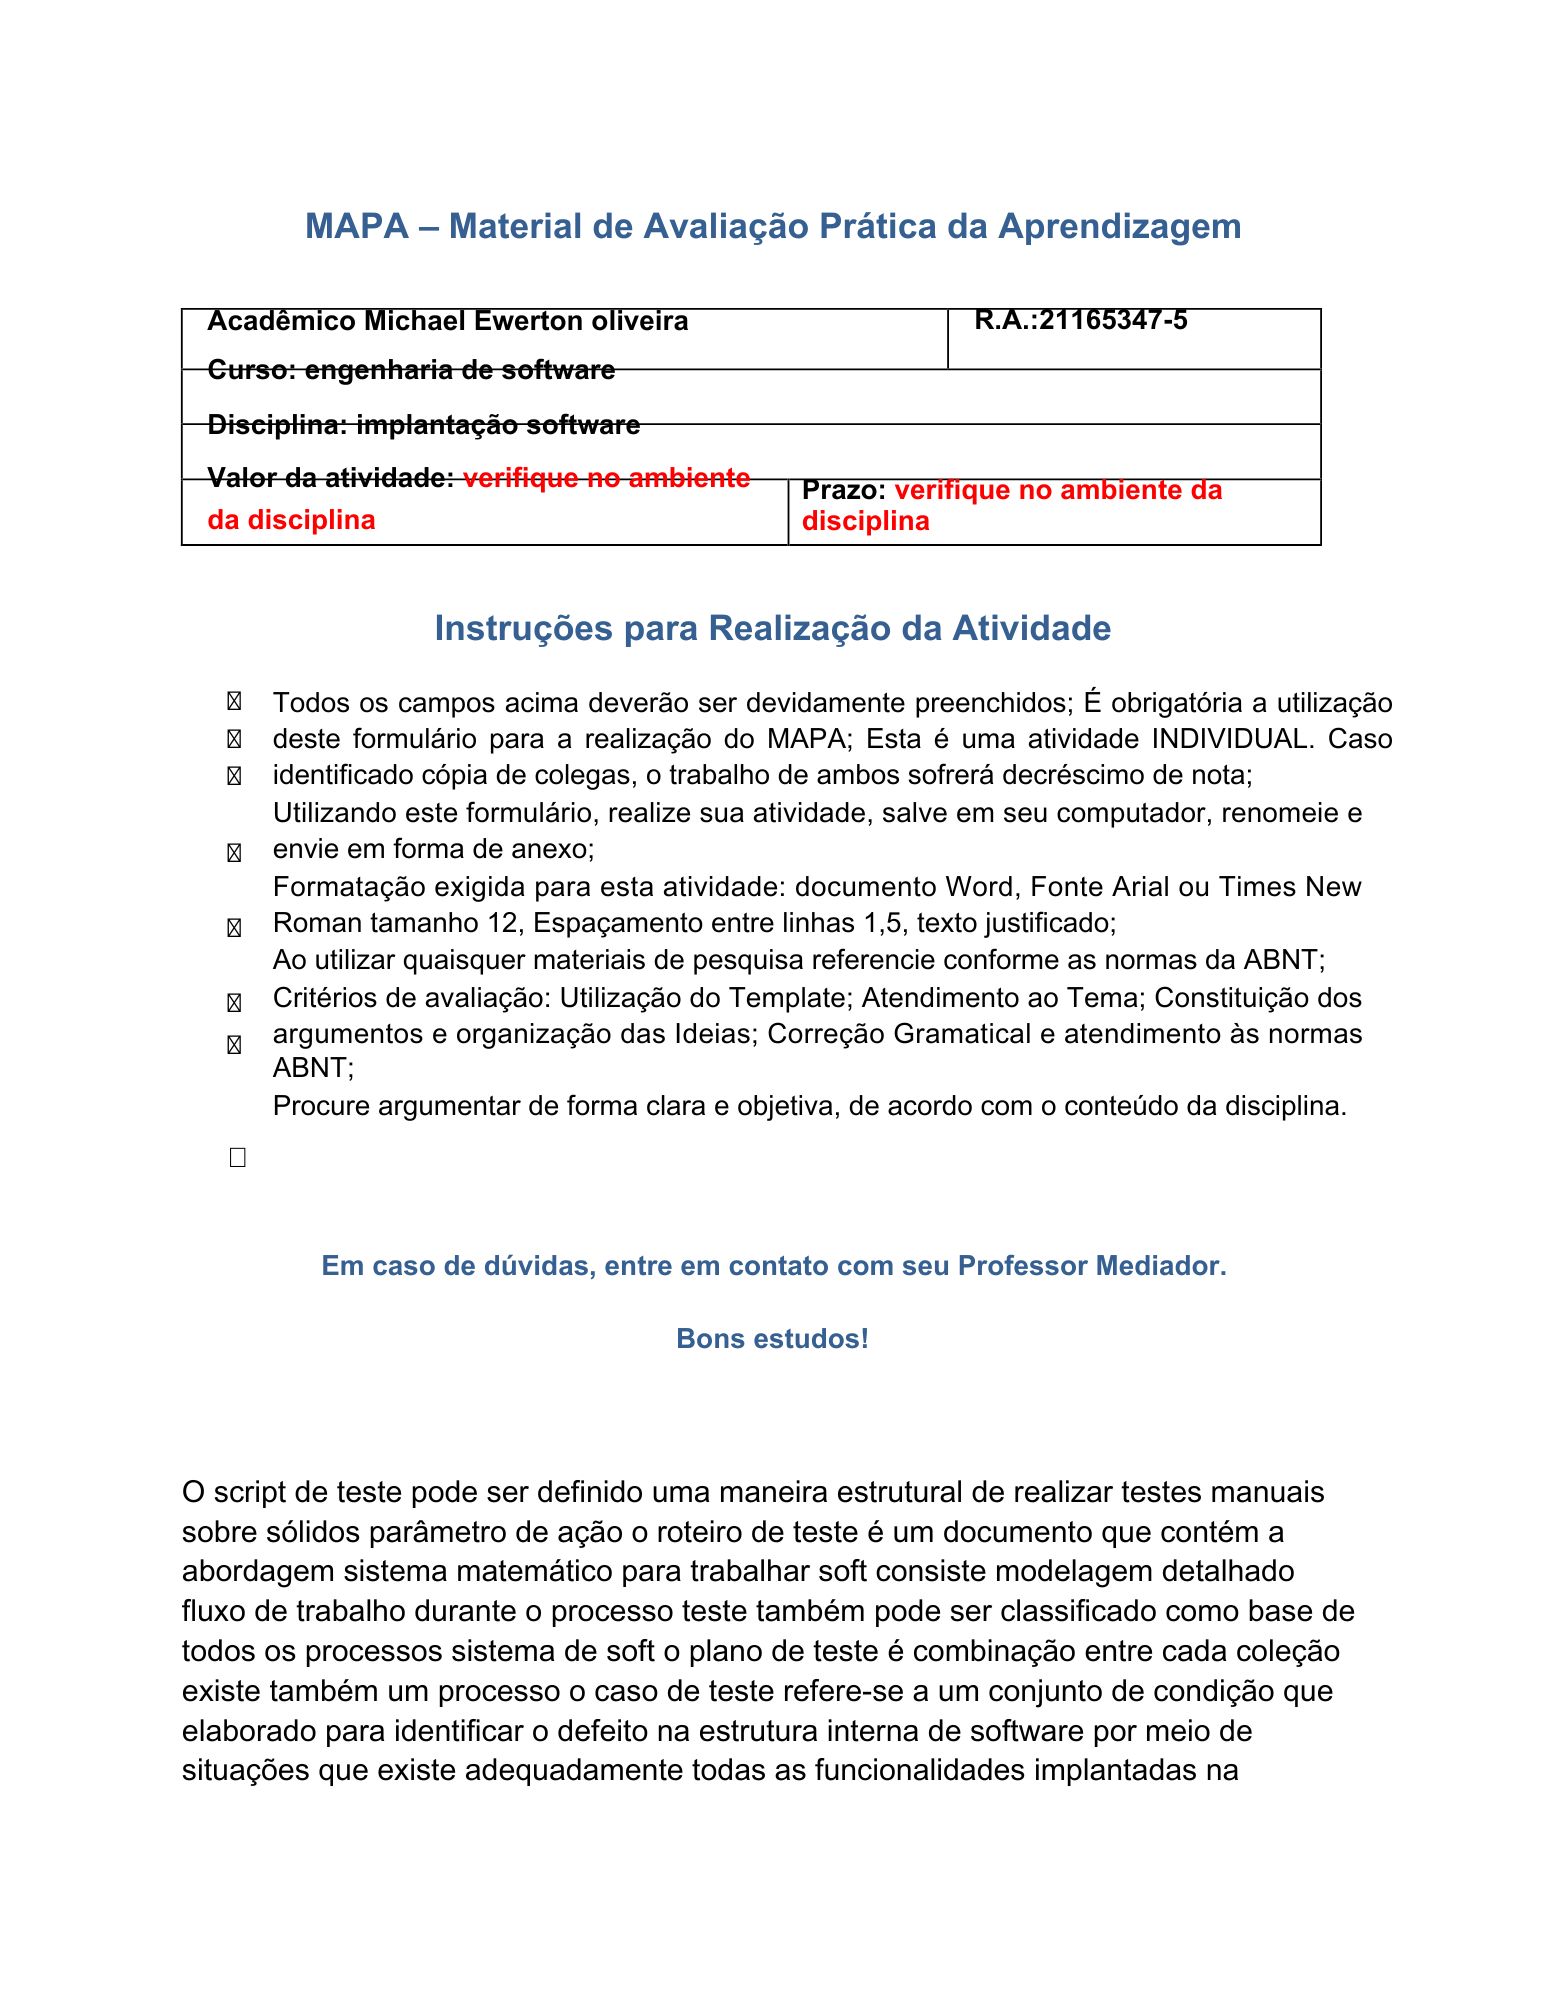 MAPA – Material de Avaliação Prática da Aprendizagem
Acadêmico Michael Ewerton oliveira
R.A.:21165347-5
Curso: engenharia de software
Disciplina: implantação software
Valor da atividade: verifique no ambiente
da disciplina
Prazo: verifique no ambiente da
disciplina
Instruções para Realização da Atividade
Todos os campos acima deverão ser devidamente preenchidos; É obrigatória a utilização
deste formulário para a realização do MAPA; Esta é uma atividade INDIVIDUAL. Caso
identificado cópia de colegas, o trabalho de ambos sofrerá decréscimo de nota;
Utilizando este formulário, realize sua atividade, salve em seu computador, renomeie e
envie em forma de anexo;
Formatação exigida para esta atividade: documento Word, Fonte Arial ou Times New
Roman tamanho 12, Espaçamento entre linhas 1,5, texto justificado;
Ao utilizar quaisquer materiais de pesquisa referencie conforme as normas da ABNT;
Critérios de avaliação: Utilização do Template; Atendimento ao Tema; Constituição dos
argumentos e organização das Ideias; Correção Gramatical e atendimento às normas
ABNT;
Procure argumentar de forma clara e objetiva, de acordo com o conteúdo da disciplina.
Em caso de dúvidas, entre em contato com seu Professor Mediador.
Bons estudos!
O script de teste pode ser definido uma maneira estrutural de realizar testes manuais
sobre sólidos parâmetro de ação o roteiro de teste é um documento que contém a
abordagem sistema matemático para trabalhar soft consiste modelagem detalhado
fluxo de trabalho durante o processo teste também pode ser classificado como base de
todos os processos sistema de soft o plano de teste é combinação entre cada coleção
existe também um processo o caso de teste refere-se a um conjunto de condição que
elaborado para identificar o defeito na estrutura interna de software por meio de
situações que existe adequadamente todas as funcionalidades implantadas na